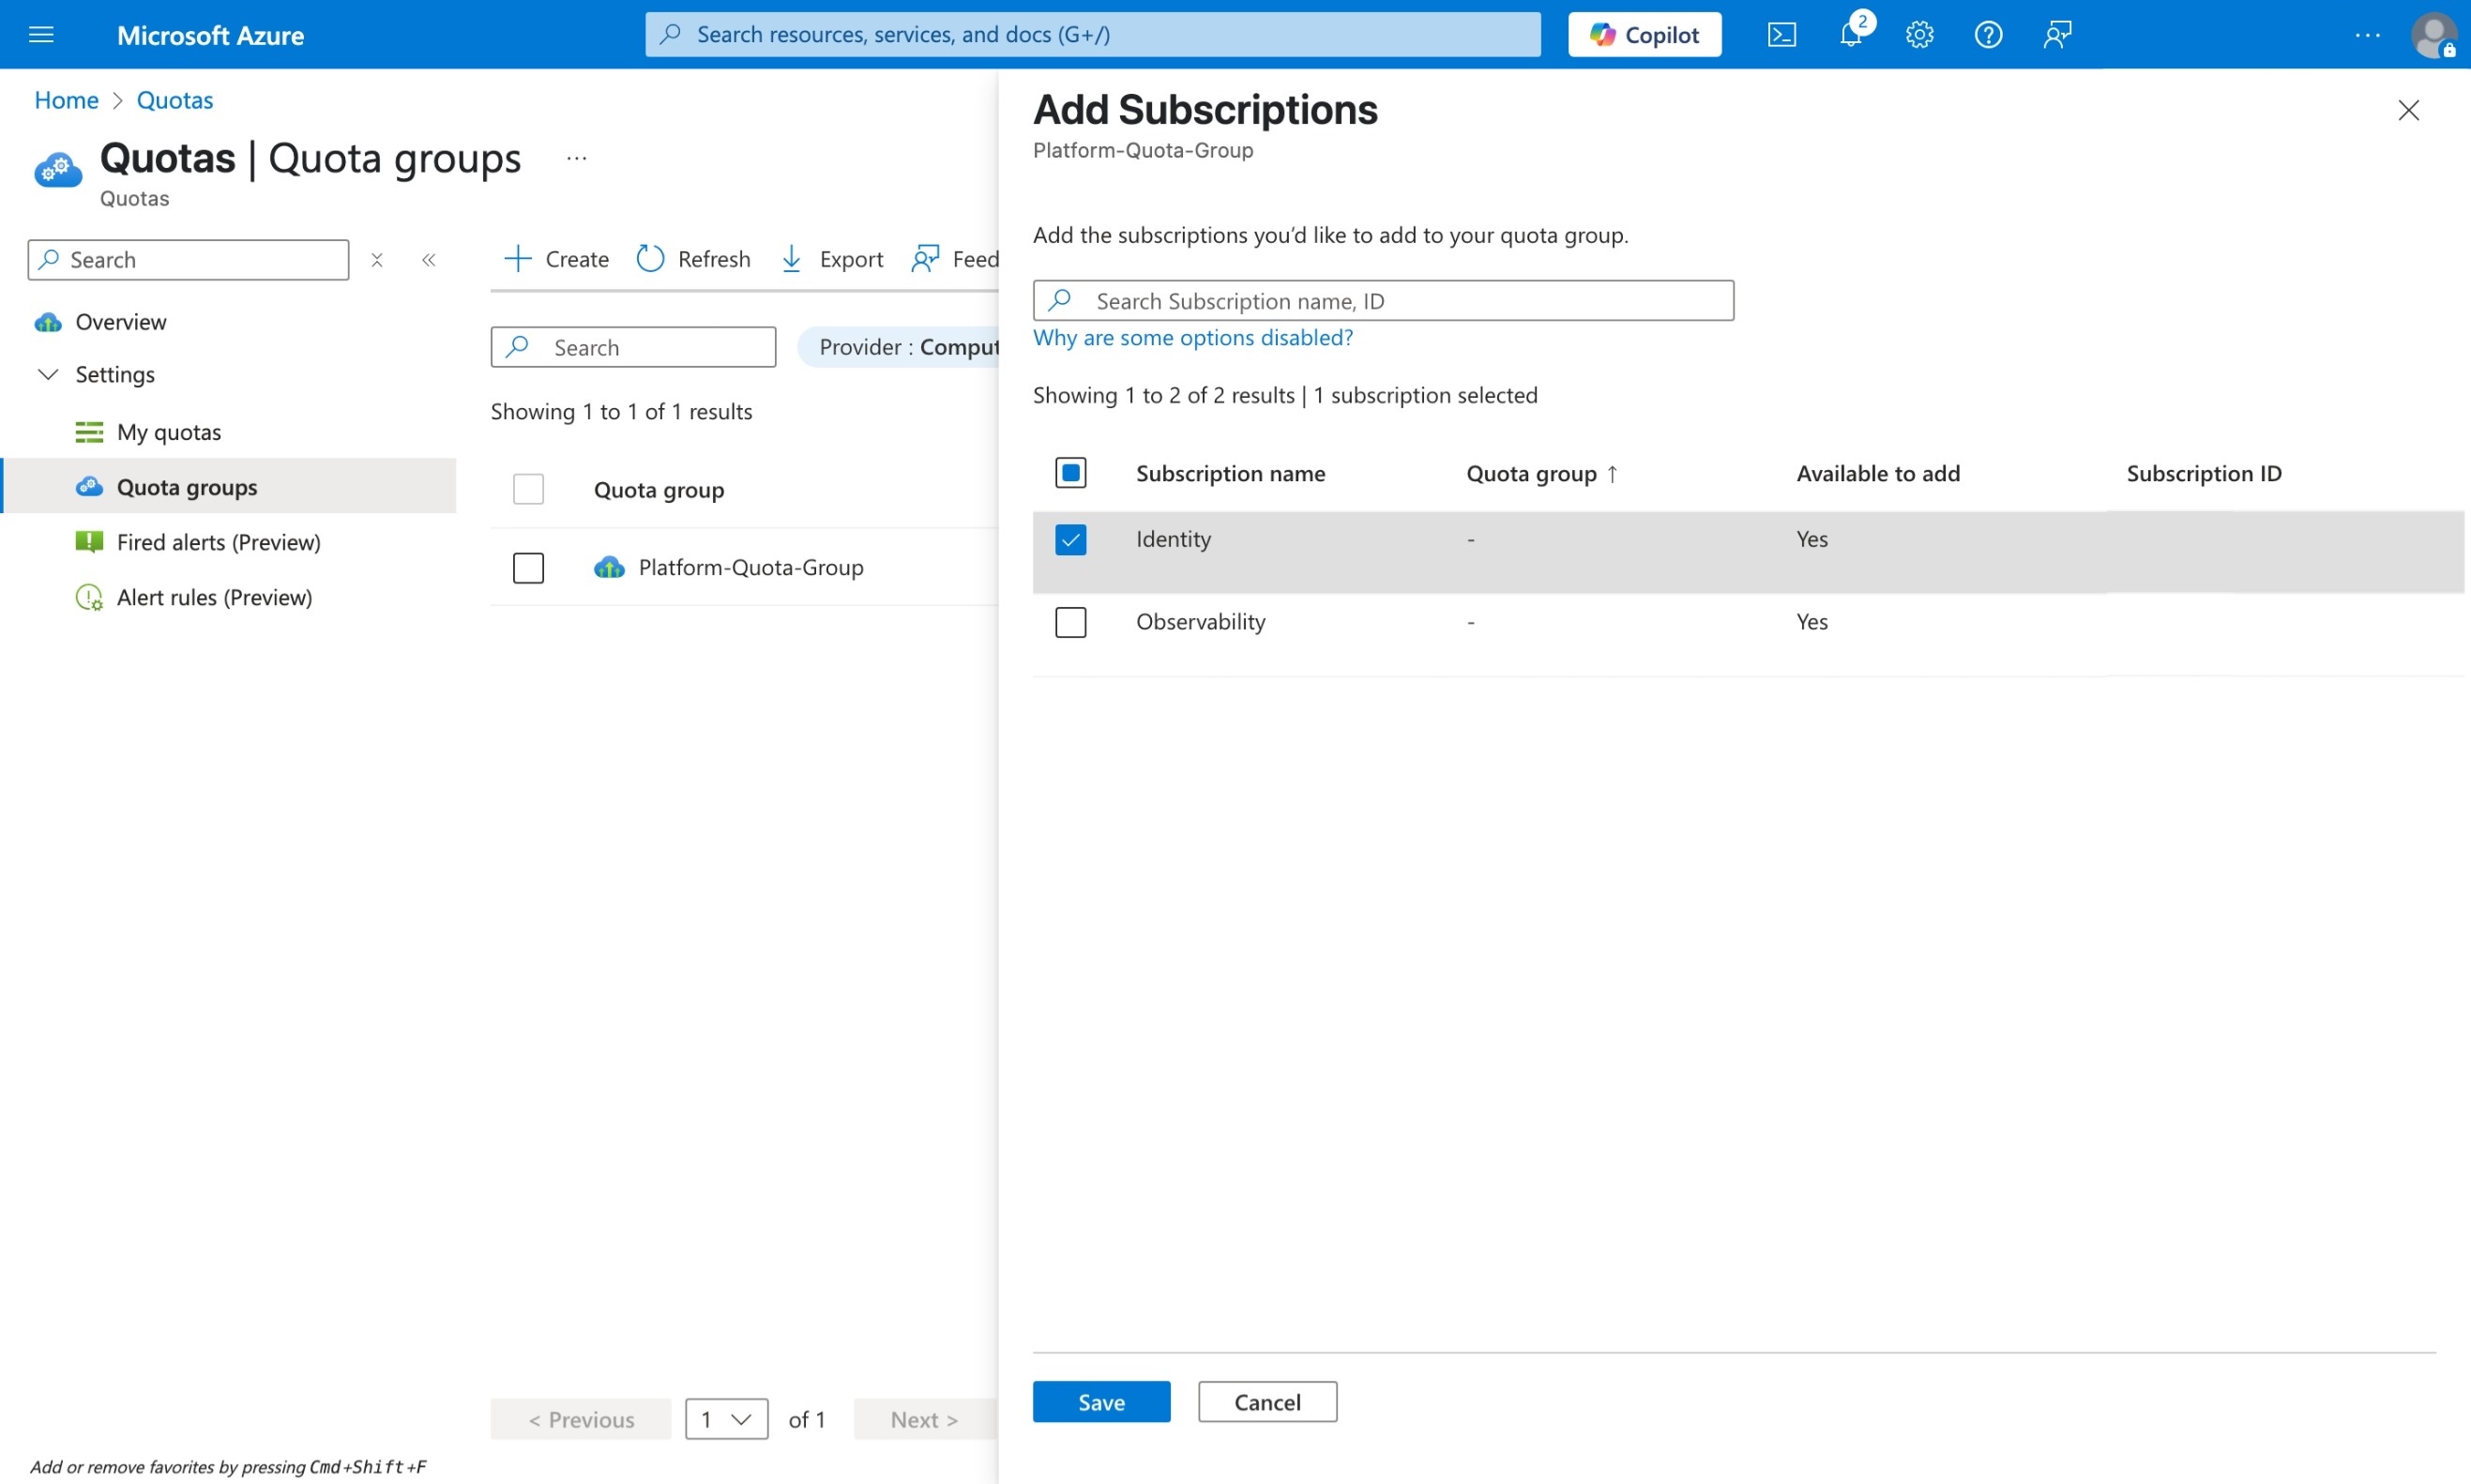 Microsoft Azure
Search resources, services, and docs (G+/)
Copilot
2
Home > Quotas
Quotas | Quota groups
...
Quotas
Search
Overview
Settings
My quotas
Quota groups
Fired alerts (Preview)
Alert rules (Preview)
Create Refresh Export Feed
Search Provider : Comput
Showing 1 to 1 of 1 results
Quota group
Platform-Quota-Group
< Previous 1 of 1 Next >
Add or remove favorites by pressing Cmd+Shift+F
Add Subscriptions
Platform-Quota-Group
Add the subscriptions you'd like to add to your quota group.
Search Subscription name, ID
Why are some options disabled?
Showing 1 to 2 of 2 results | 1 subscription selected
Subscription name Quota group ↑ Available to add Subscription ID
Identity - Yes
Observability - Yes
Save Cancel